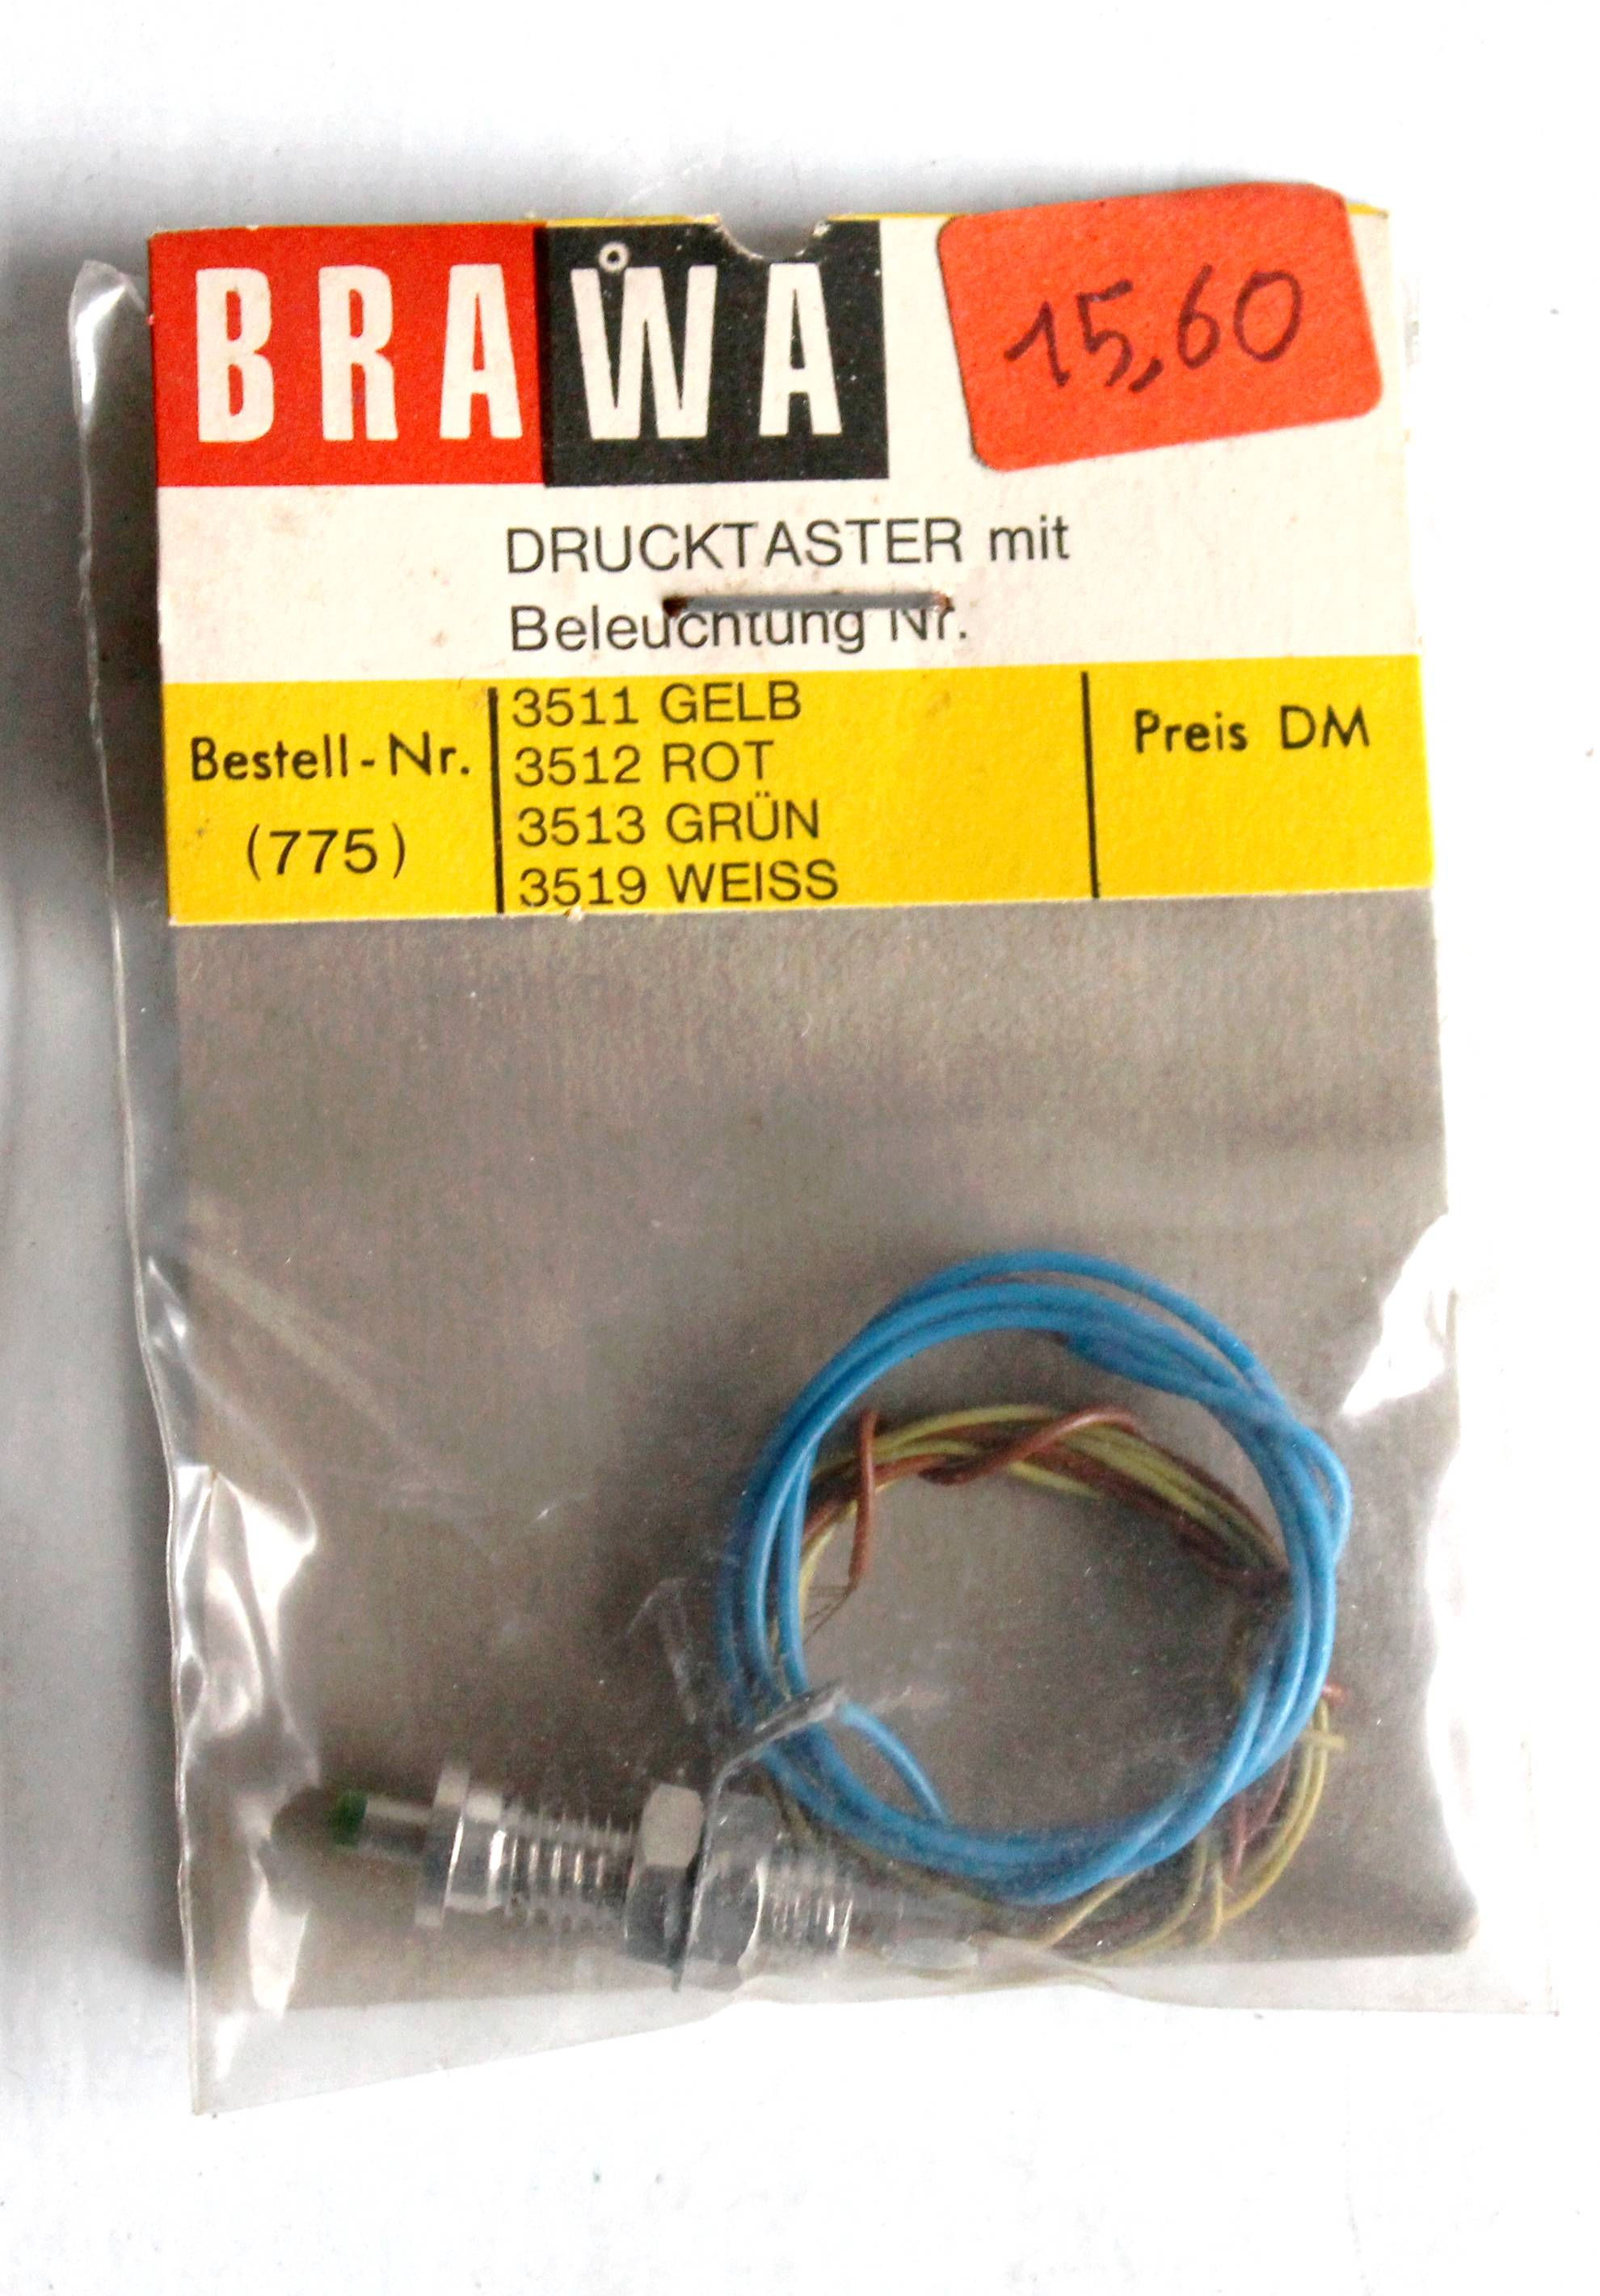 BRAWA
15,60
DRUCKTASTER mit
Beleuchtung Nr.
Bestell-Nr.
(775)
3511 GELB
3512 ROT
3513 GRÜN
3519 WEISS
Preis DM